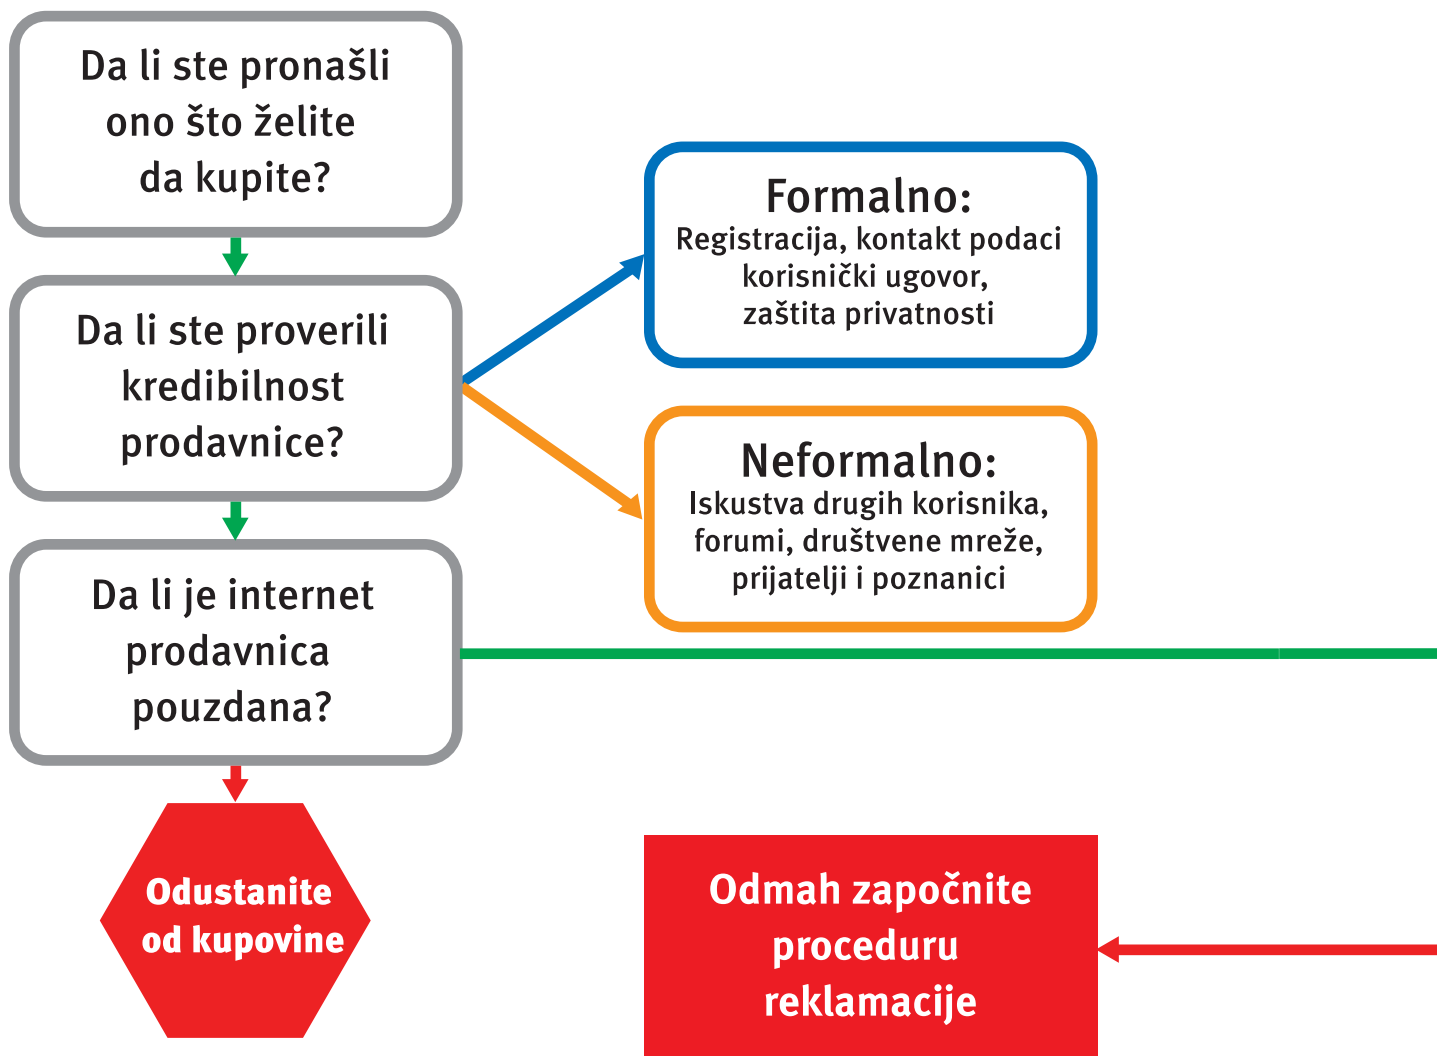 Da li ste pronašli
ono što želite
da kupite?
Da li ste proverili
kredibilnost
prodavnice?
Formalno:
Registracija, kontakt podaci
korisnički ugovor,
zaštita privatnosti
Neformalno:
Iskustva drugih korisnika,
forumi, društvene mreže,
prijatelji i poznanici
Da li je internet
prodavnica
pouzdana?
Odustanite
od kupovine
Odmah započnite
proceduru
reklamacije